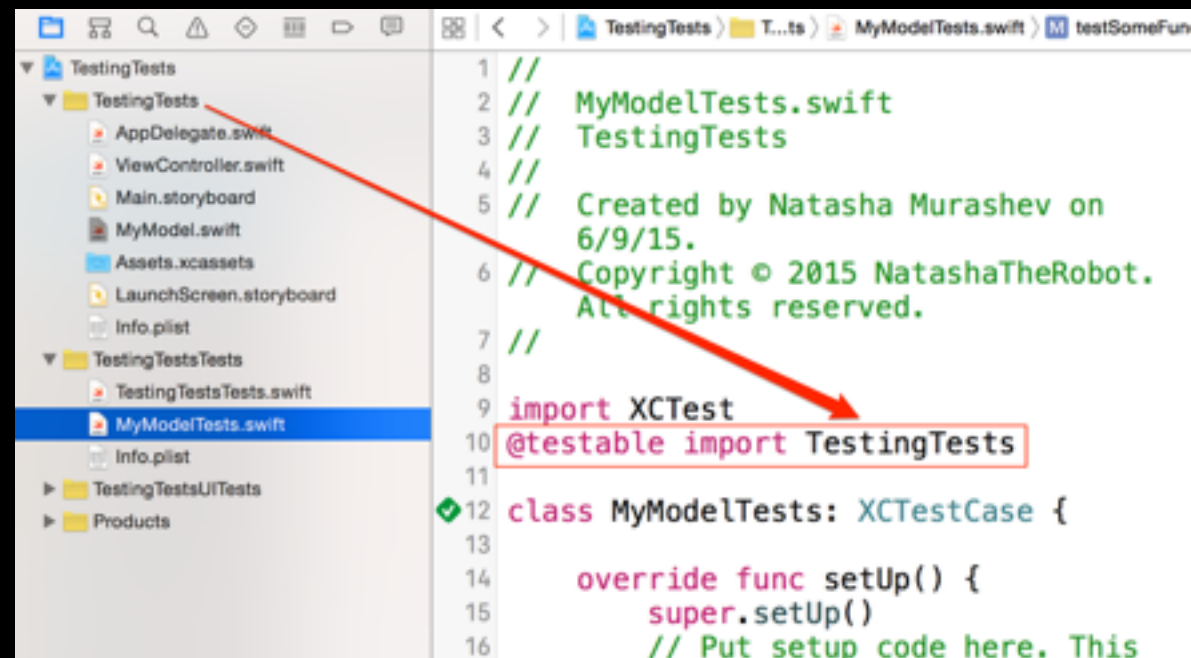 TestingTests
TestingTests
AppDelegate.swift
ViewController.swift
Main.storyboard
MyModel.swift
Assets.xcassets
LaunchScreen.storyboard
Info.plist
TestingTestsTests
TestingTestsTests.swift
MyModelTests.swift
Info.plist
TestingTestsUITests
Products
TestingTests T...ts MyModelTests.swift M testSomeFunc
1 //
2 // MyModelTests.swift
3 // TestingTests
4 //
5 // Created by Natasha Murashev on
6/9/15.
6 // Copyright © 2015 NatashaTheRobot.
All rights reserved.
7 //
8
9 import XCTest
10 @testable import TestingTests
11
12 class MyModelTests: XCTestCase {
13
14 override func setUp() {
15 super.setUp()
16 // Put setup code here. This